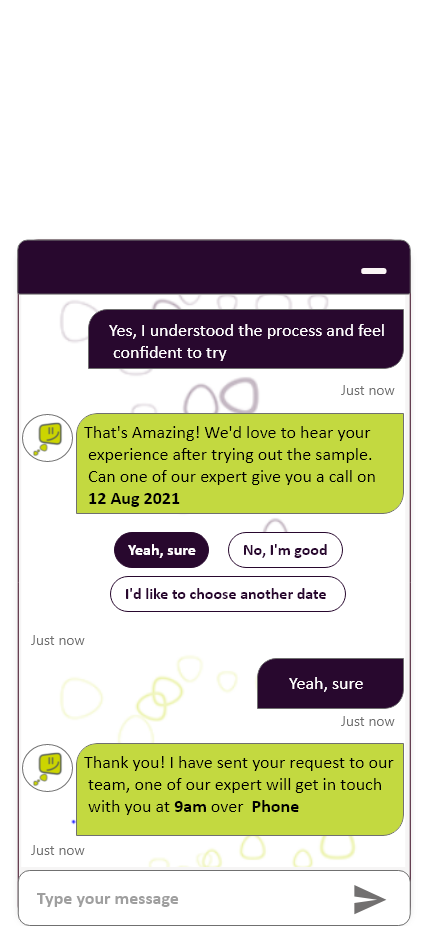 Yes, I understood the process and feel
confident to try
Just now
That's Amazing! We'd love to hear your
experience after trying out the sample.
Can one of our expert give you a call on
12 Aug 2021
Yeah, sure
No, I'm good
I'd like to choose another date
Just now
Yeah, sure
Just now
Thank you! I have sent your request to our
team, one of our expert will get in touch
with you at 9am over Phone
Just now
Type your message